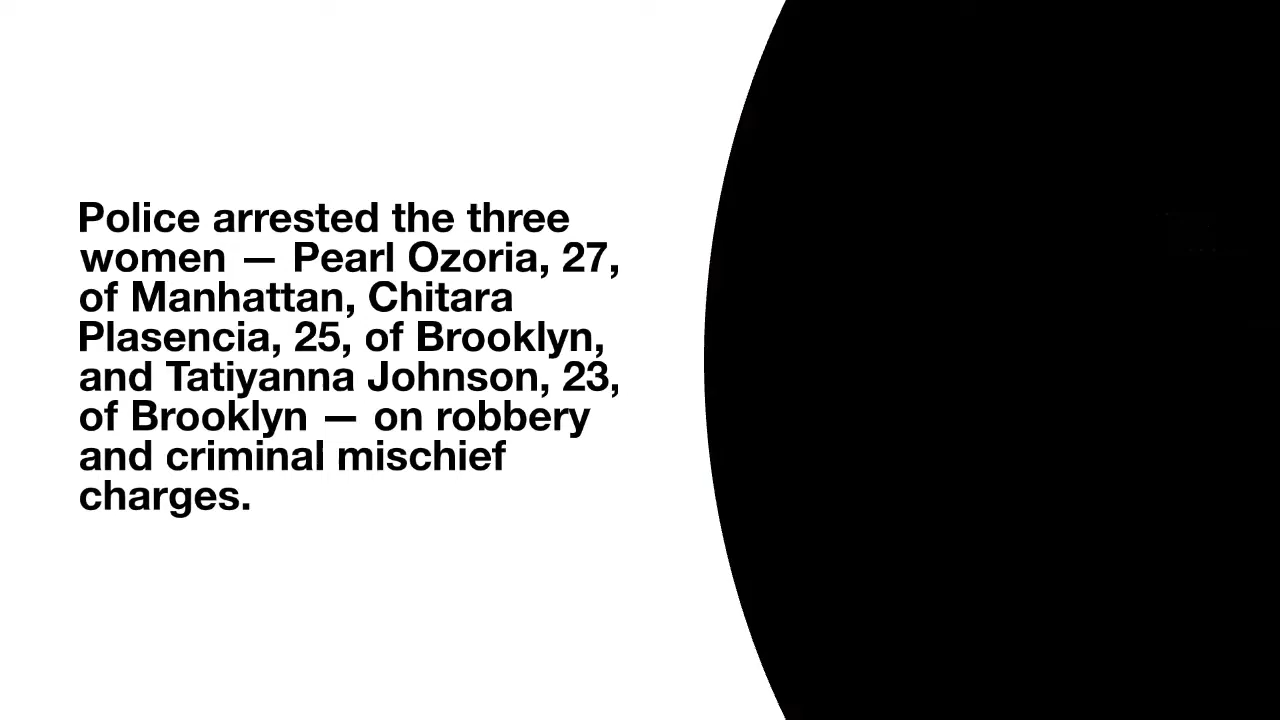 Police arrested the three
women — Pearl Ozoria, 27,
of Manhattan, Chitara
Plasencia, 25, of Brooklyn,
and Tatiyanna Johnson, 23,
of Brooklyn — on robbery
and criminal mischief
charges.